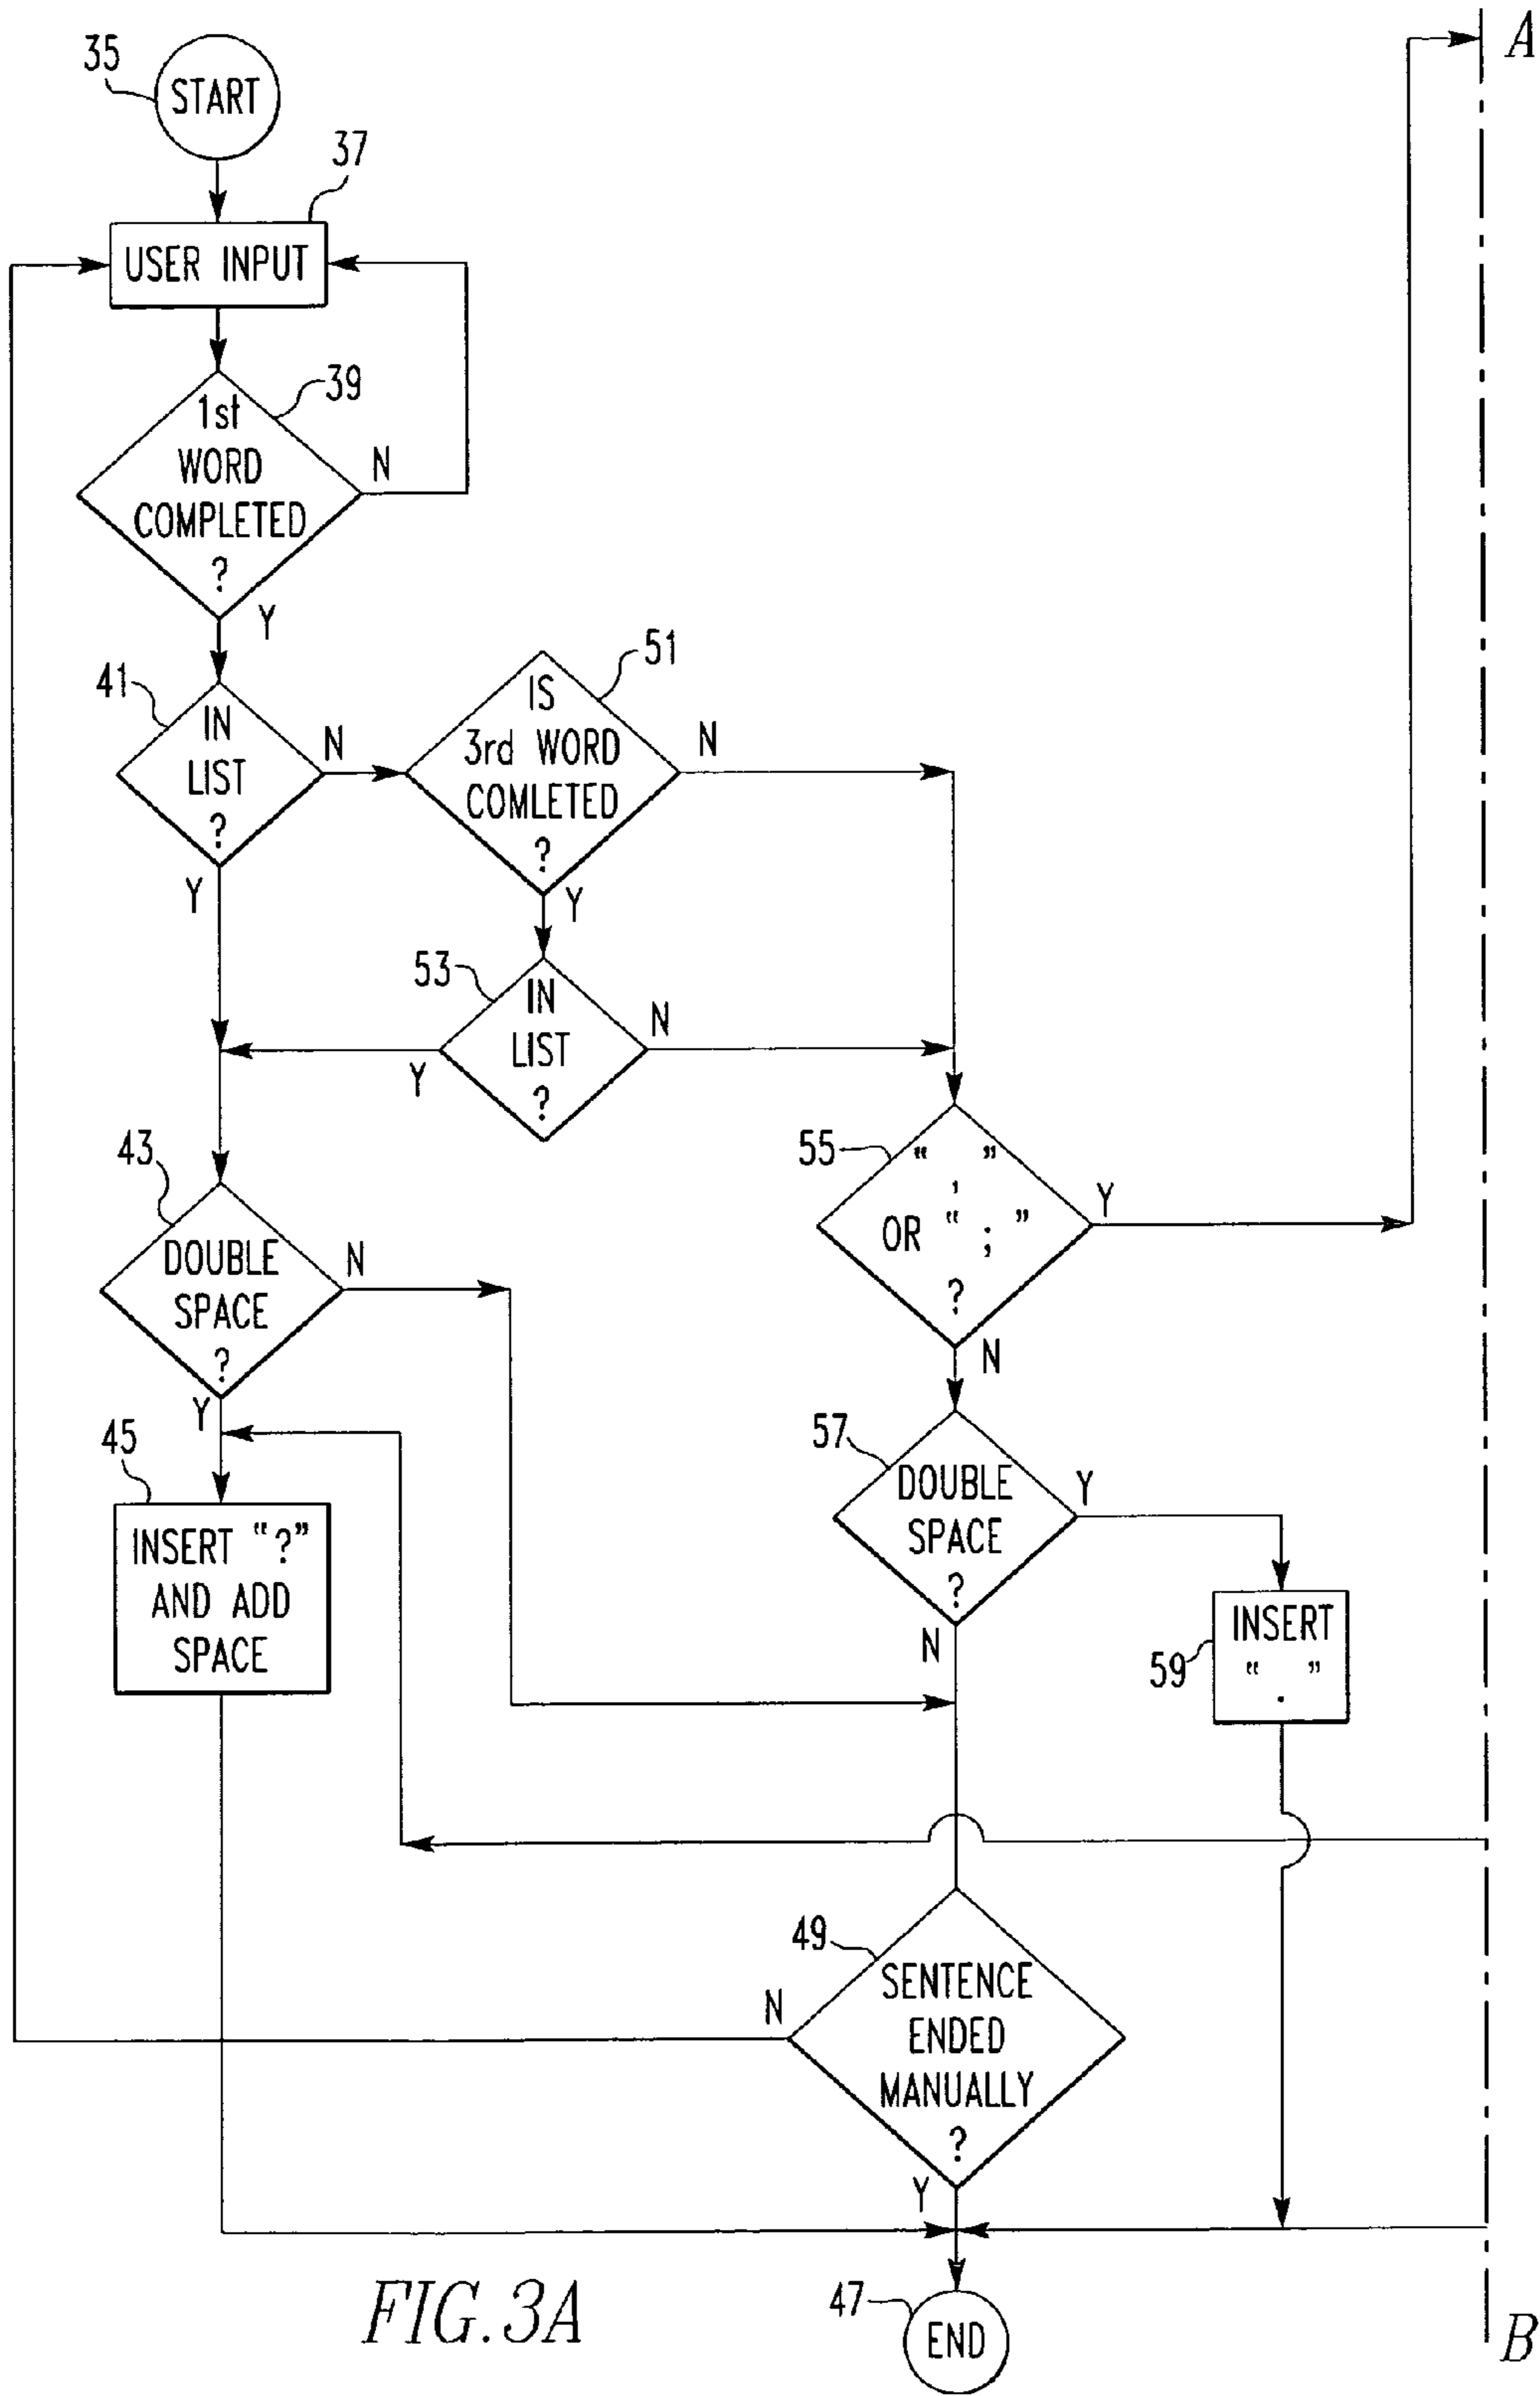 A
35
START
37
USER INPUT
39
1st
WORD
COMPLETED
?
N
Y
41
IN
LIST
?
N
Y
51
IS
3rd WORD
COMLETED
?
N
Y
53
IN
LIST
?
N
Y
55
“ , ”
OR “ ; ”
?
Y
N
43
DOUBLE
SPACE
?
N
Y
57
DOUBLE
SPACE
?
Y
N
45
INSERT “?”
AND ADD
SPACE
59
INSERT
“ . ”
49
SENTENCE
ENDED
MANUALLY
?
N
Y
47
END
FIG. 3A
B